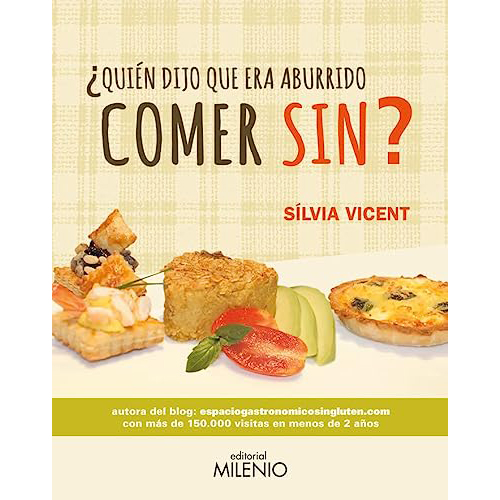 ¿QUIÉN DIJO QUE ERA ABURRIDO
COMER SIN?
SÍLVIA VICENT
autora del blog: espaciogastronomicosingluten.com
con más de 150.000 visitas en menos de 2 años
editorial
MILENIO